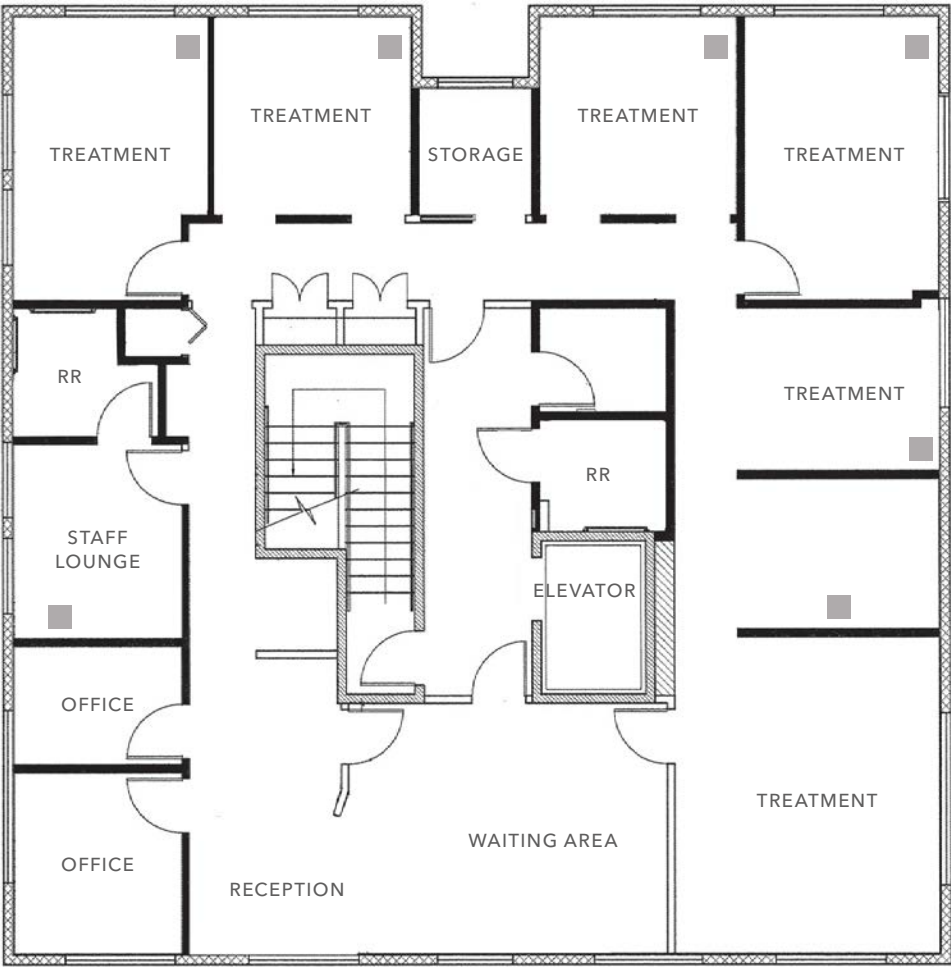 TREATMENT
TREATMENT
STORAGE
TREATMENT
TREATMENT
RR
TREATMENT
RR
STAFF
LOUNGE
ELEVATOR
OFFICE
TREATMENT
WAITING AREA
OFFICE
RECEPTION